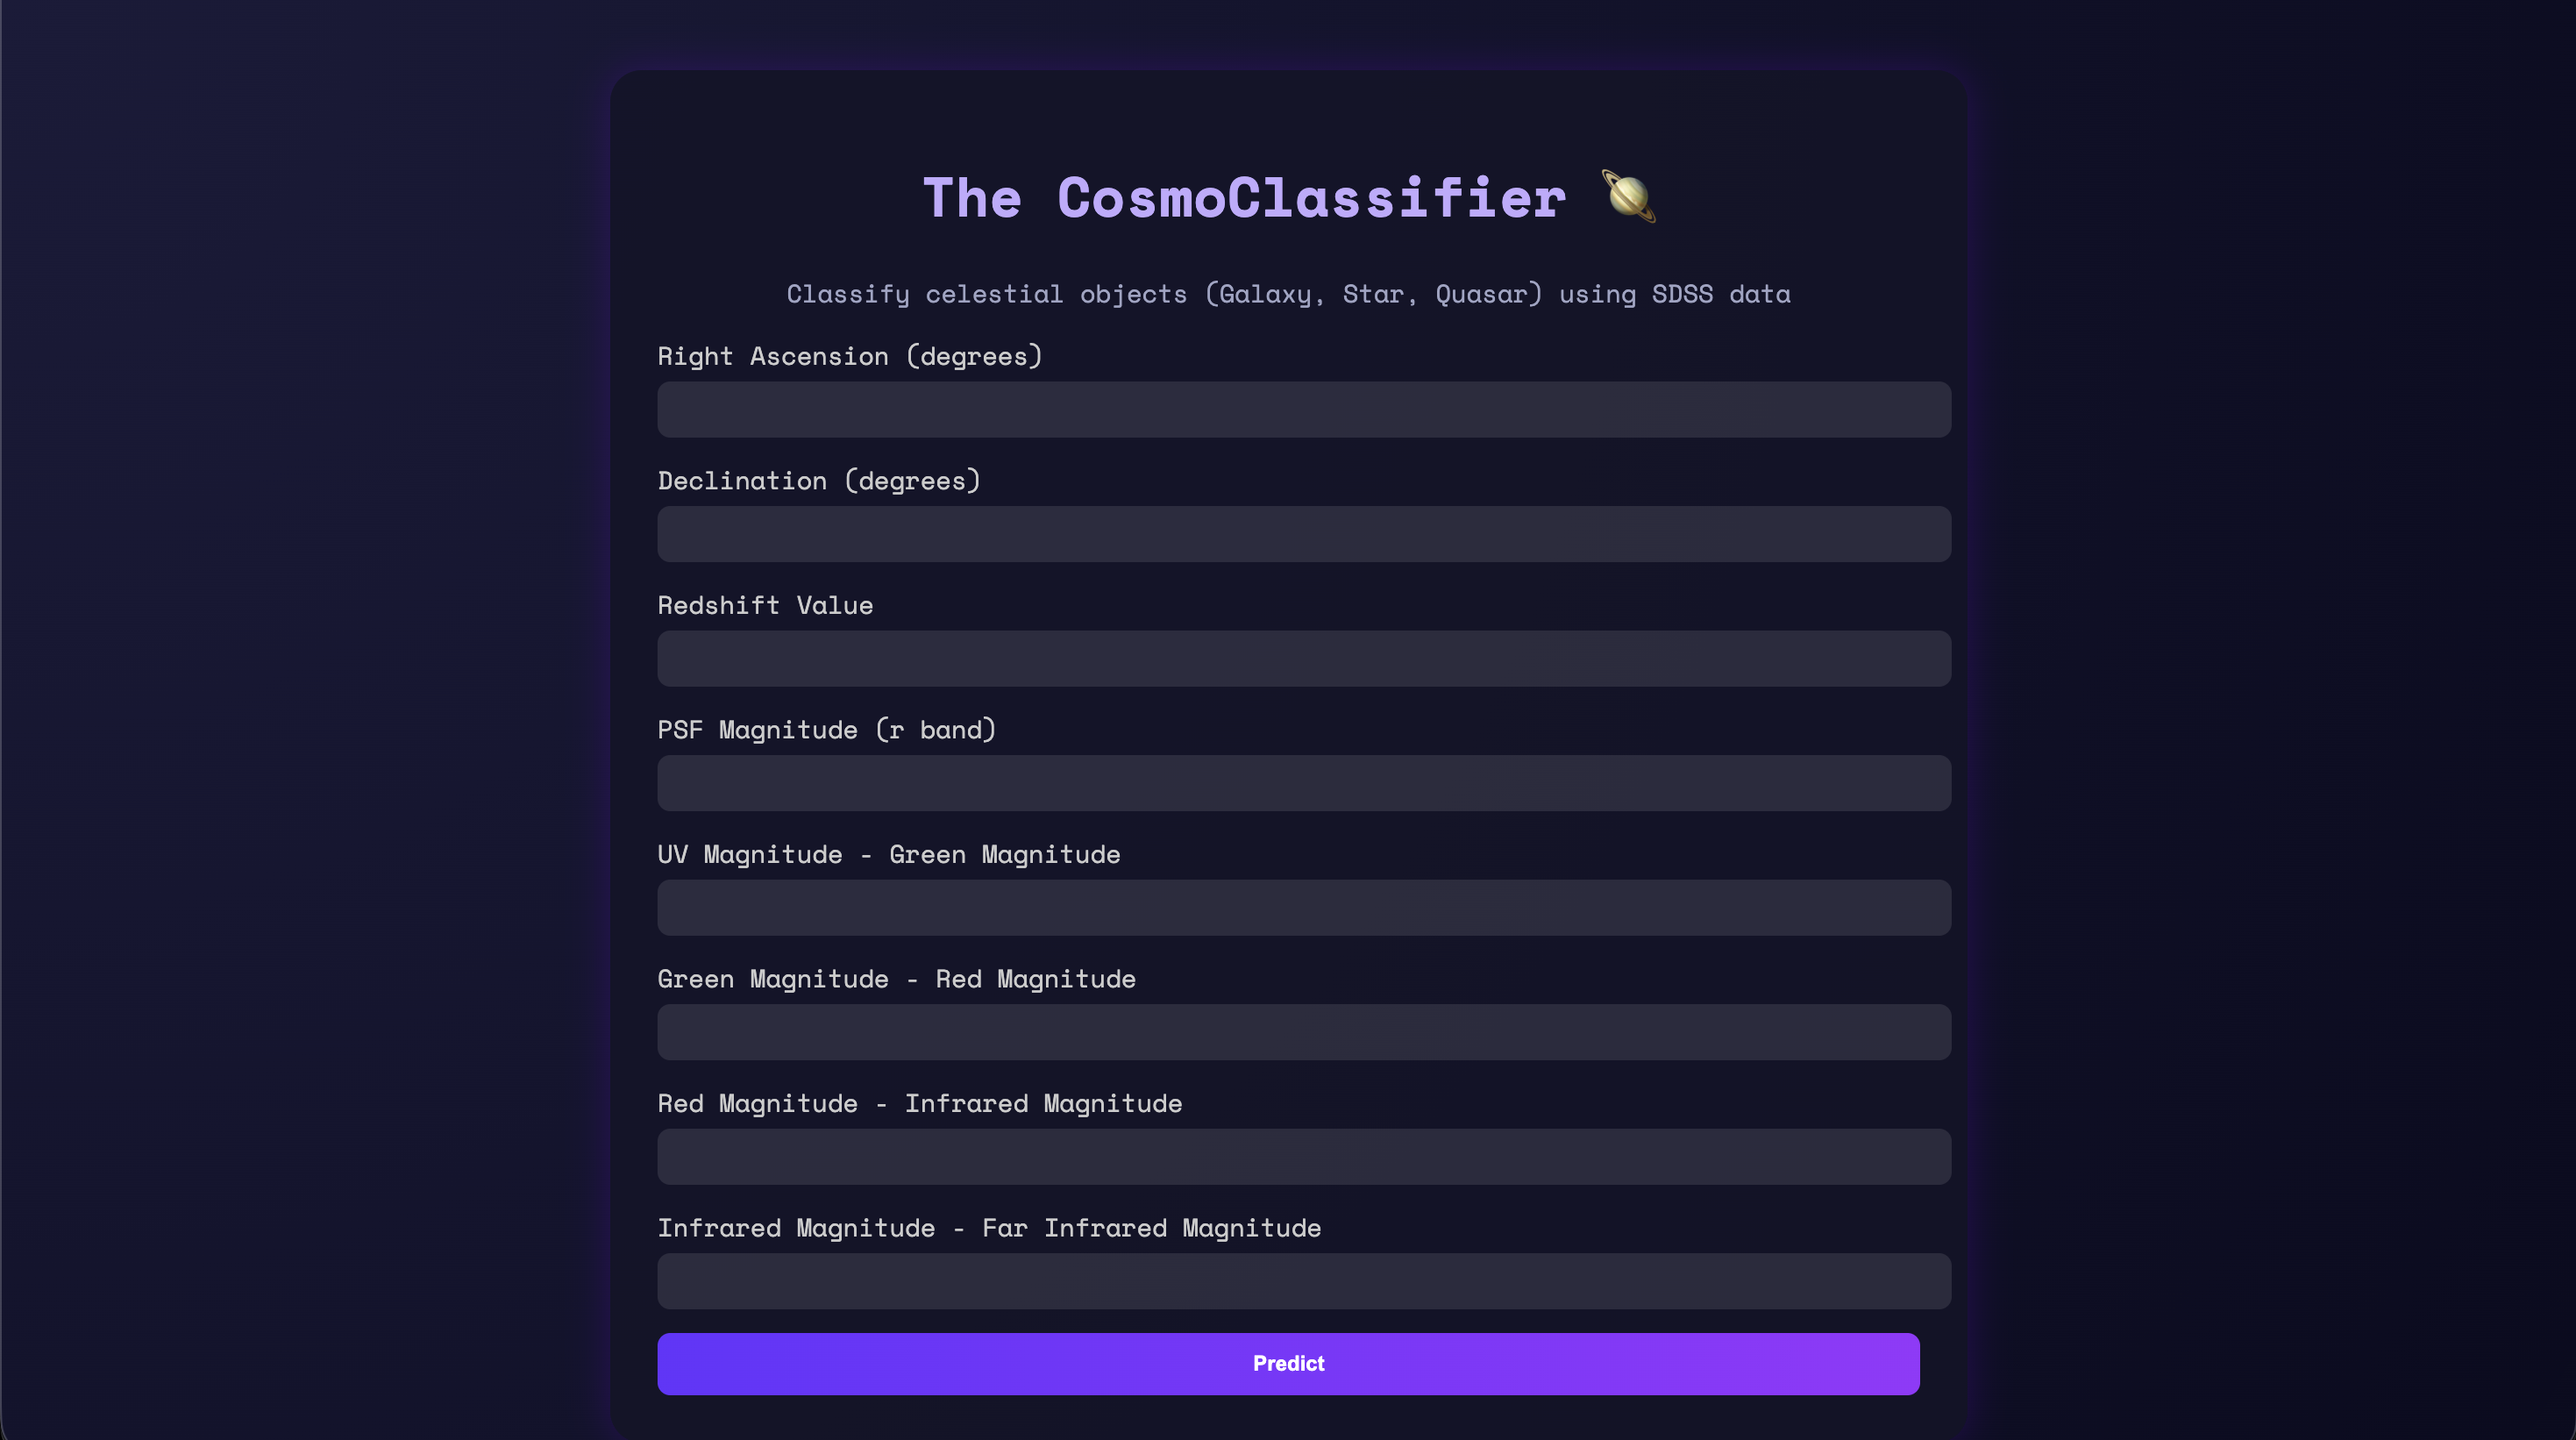 The CosmoClassifier 🪐
Classify celestial objects (Galaxy, Star, Quasar) using SDSS data
Right Ascension (degrees)
Declination (degrees)
Redshift Value
PSF Magnitude (r band)
UV Magnitude - Green Magnitude
Green Magnitude - Red Magnitude
Red Magnitude - Infrared Magnitude
Infrared Magnitude - Far Infrared Magnitude
Predict